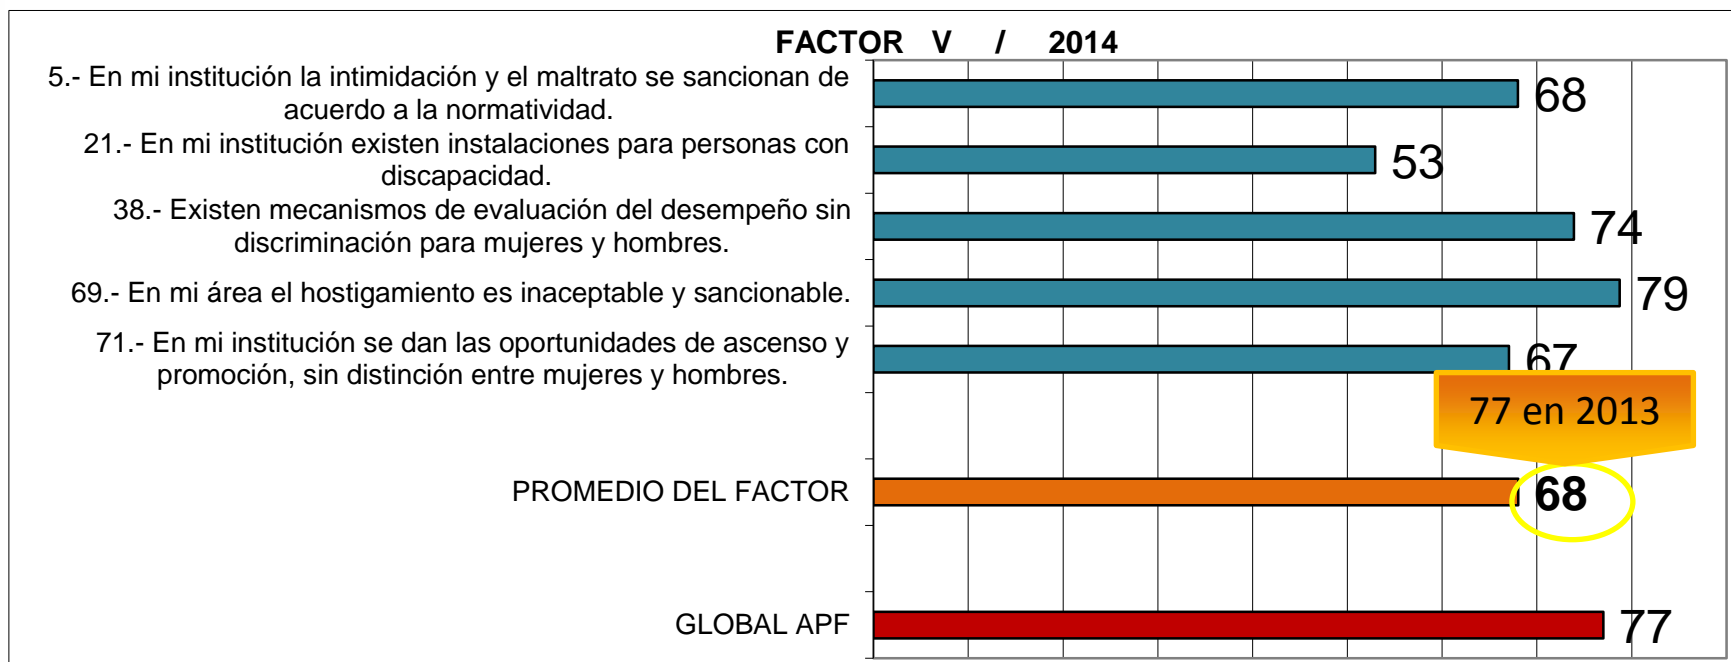 FACTOR V / 2014
5.- En mi institución la intimidación y el maltrato se sancionan de
acuerdo a la normatividad.
68
21.- En mi institución existen instalaciones para personas con
discapacidad.
53
38.- Existen mecanismos de evaluación del desempeño sin
discriminación para mujeres y hombres.
74
69.- En mi área el hostigamiento es inaceptable y sancionable.
79
71.- En mi institución se dan las oportunidades de ascenso y
promoción, sin distinción entre mujeres y hombres.
67
77 en 2013
PROMEDIO DEL FACTOR
68
GLOBAL APF
77